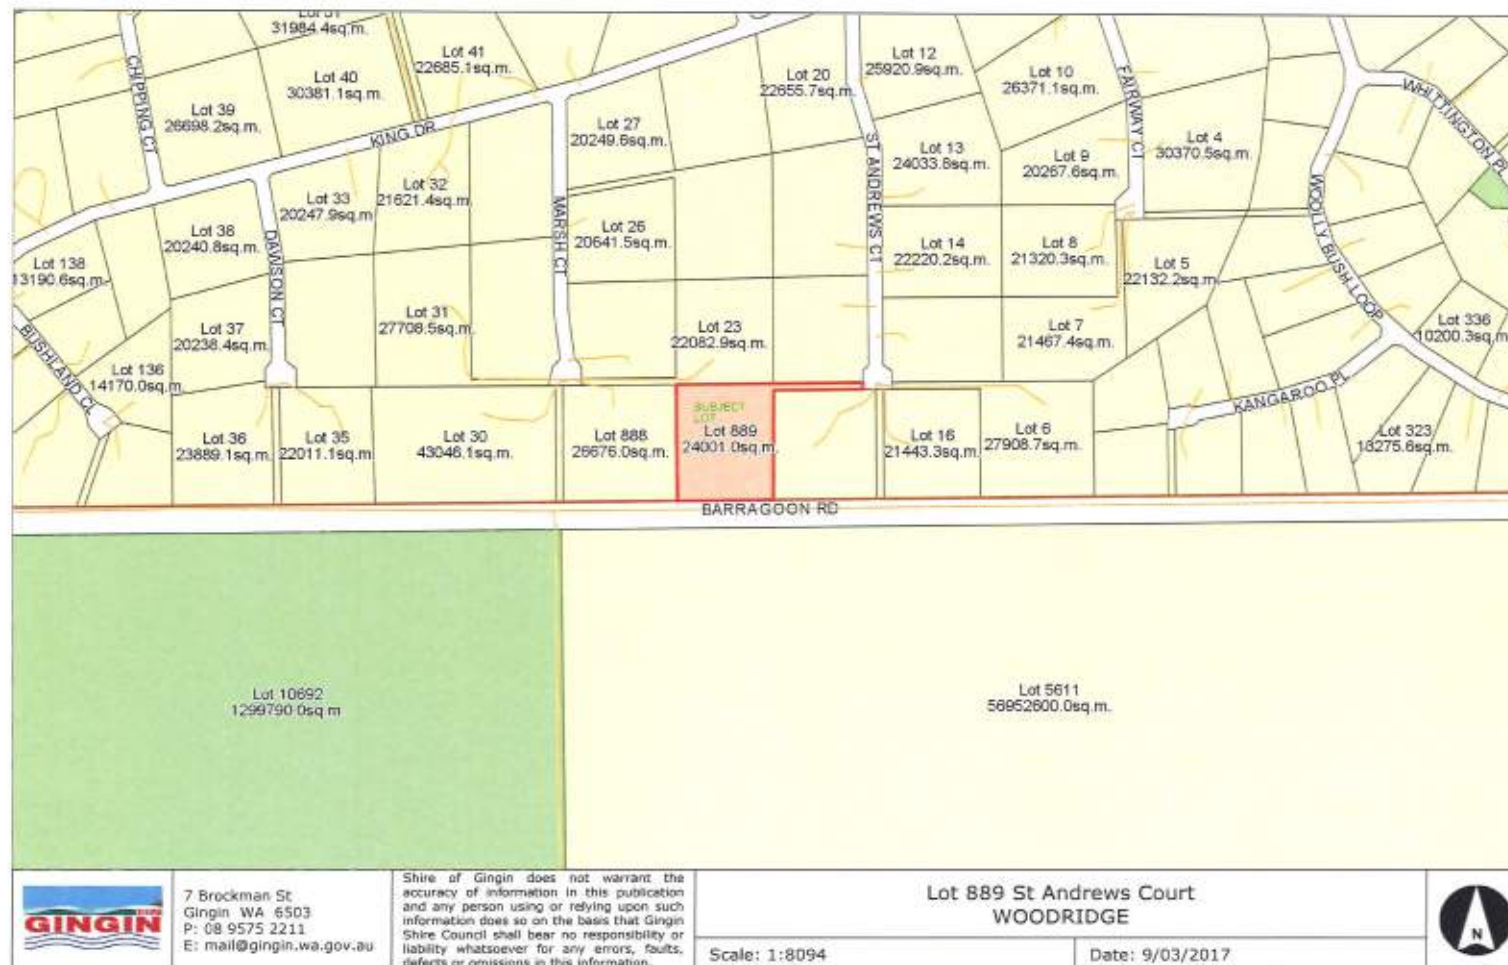 Lot 31
31984.4sq.m.
Lot 41
22685.1sq.m.
Lot 40
30381.1sq.m.
Lot 39
26698.2sq.m.
CHIPPING CT
KING DR
Lot 27
20249.6sq.m.
Lot 20
22655.7sq.m.
Lot 12
25920.9sq.m.
Lot 10
26371.1sq.m.
FAIRWAY CT
Lot 4
30370.5sq.m.
WHITTINGTON PL
Lot 13
24033.8sq.m.
Lot 9
20267.6sq.m.
ST ANDREWS CT
Lot 32
21621.4sq.m.
Lot 33
20247.9sq.m
MARSH CT
WOOLLY BUSH LOOP
Lot 38
20240.8sq.m.
DAWSON CT
Lot 26
20641.5sq.m.
Lot 14
22220.2sq.m.
Lot 8
21320.3sq.m.
Lot 5
22132.2sq.m.
Lot 138
13190.6sq.m.
Lot 37
20238.4sq.m.
Lot 31
27708.5sq.m.
Lot 23
22082.9sq.m.
Lot 7
21467.4sq.m.
Lot 336
10200.3sq.m
BUSHLAND CL
Lot 136
14170.0sq.m.
KANGAROO PL
SUBJECT
LOT
Lot 36
23889.1sq.m.
Lot 35
22011.1sq.m.
Lot 30
43046.1sq.m.
Lot 888
26676.0sq.m.
Lot 889
24001.0sq.m.
Lot 16
21443.3sq.m.
Lot 6
27908.7sq.m.
Lot 323
13275.6sq.m.
BARRAGOON RD
Lot 10692
1299790.0sq.m
Lot 5611
56952600.0sq.m.
GINGIN
7 Brockman St
Gingin WA 6503
P: 08 9575 2211
E: mail@gingin.wa.gov.au
Shire of Gingin does not warrant the
accuracy of information in this publication
and any person using or relying upon such
information does so on the basis that Gingin
Shire Council shall bear no responsibility or
liability whatsoever for any errors, faults,
defects or omissions in this information.
Lot 889 St Andrews Court
WOODRIDGE
Scale: 1:8094
Date: 9/03/2017
N